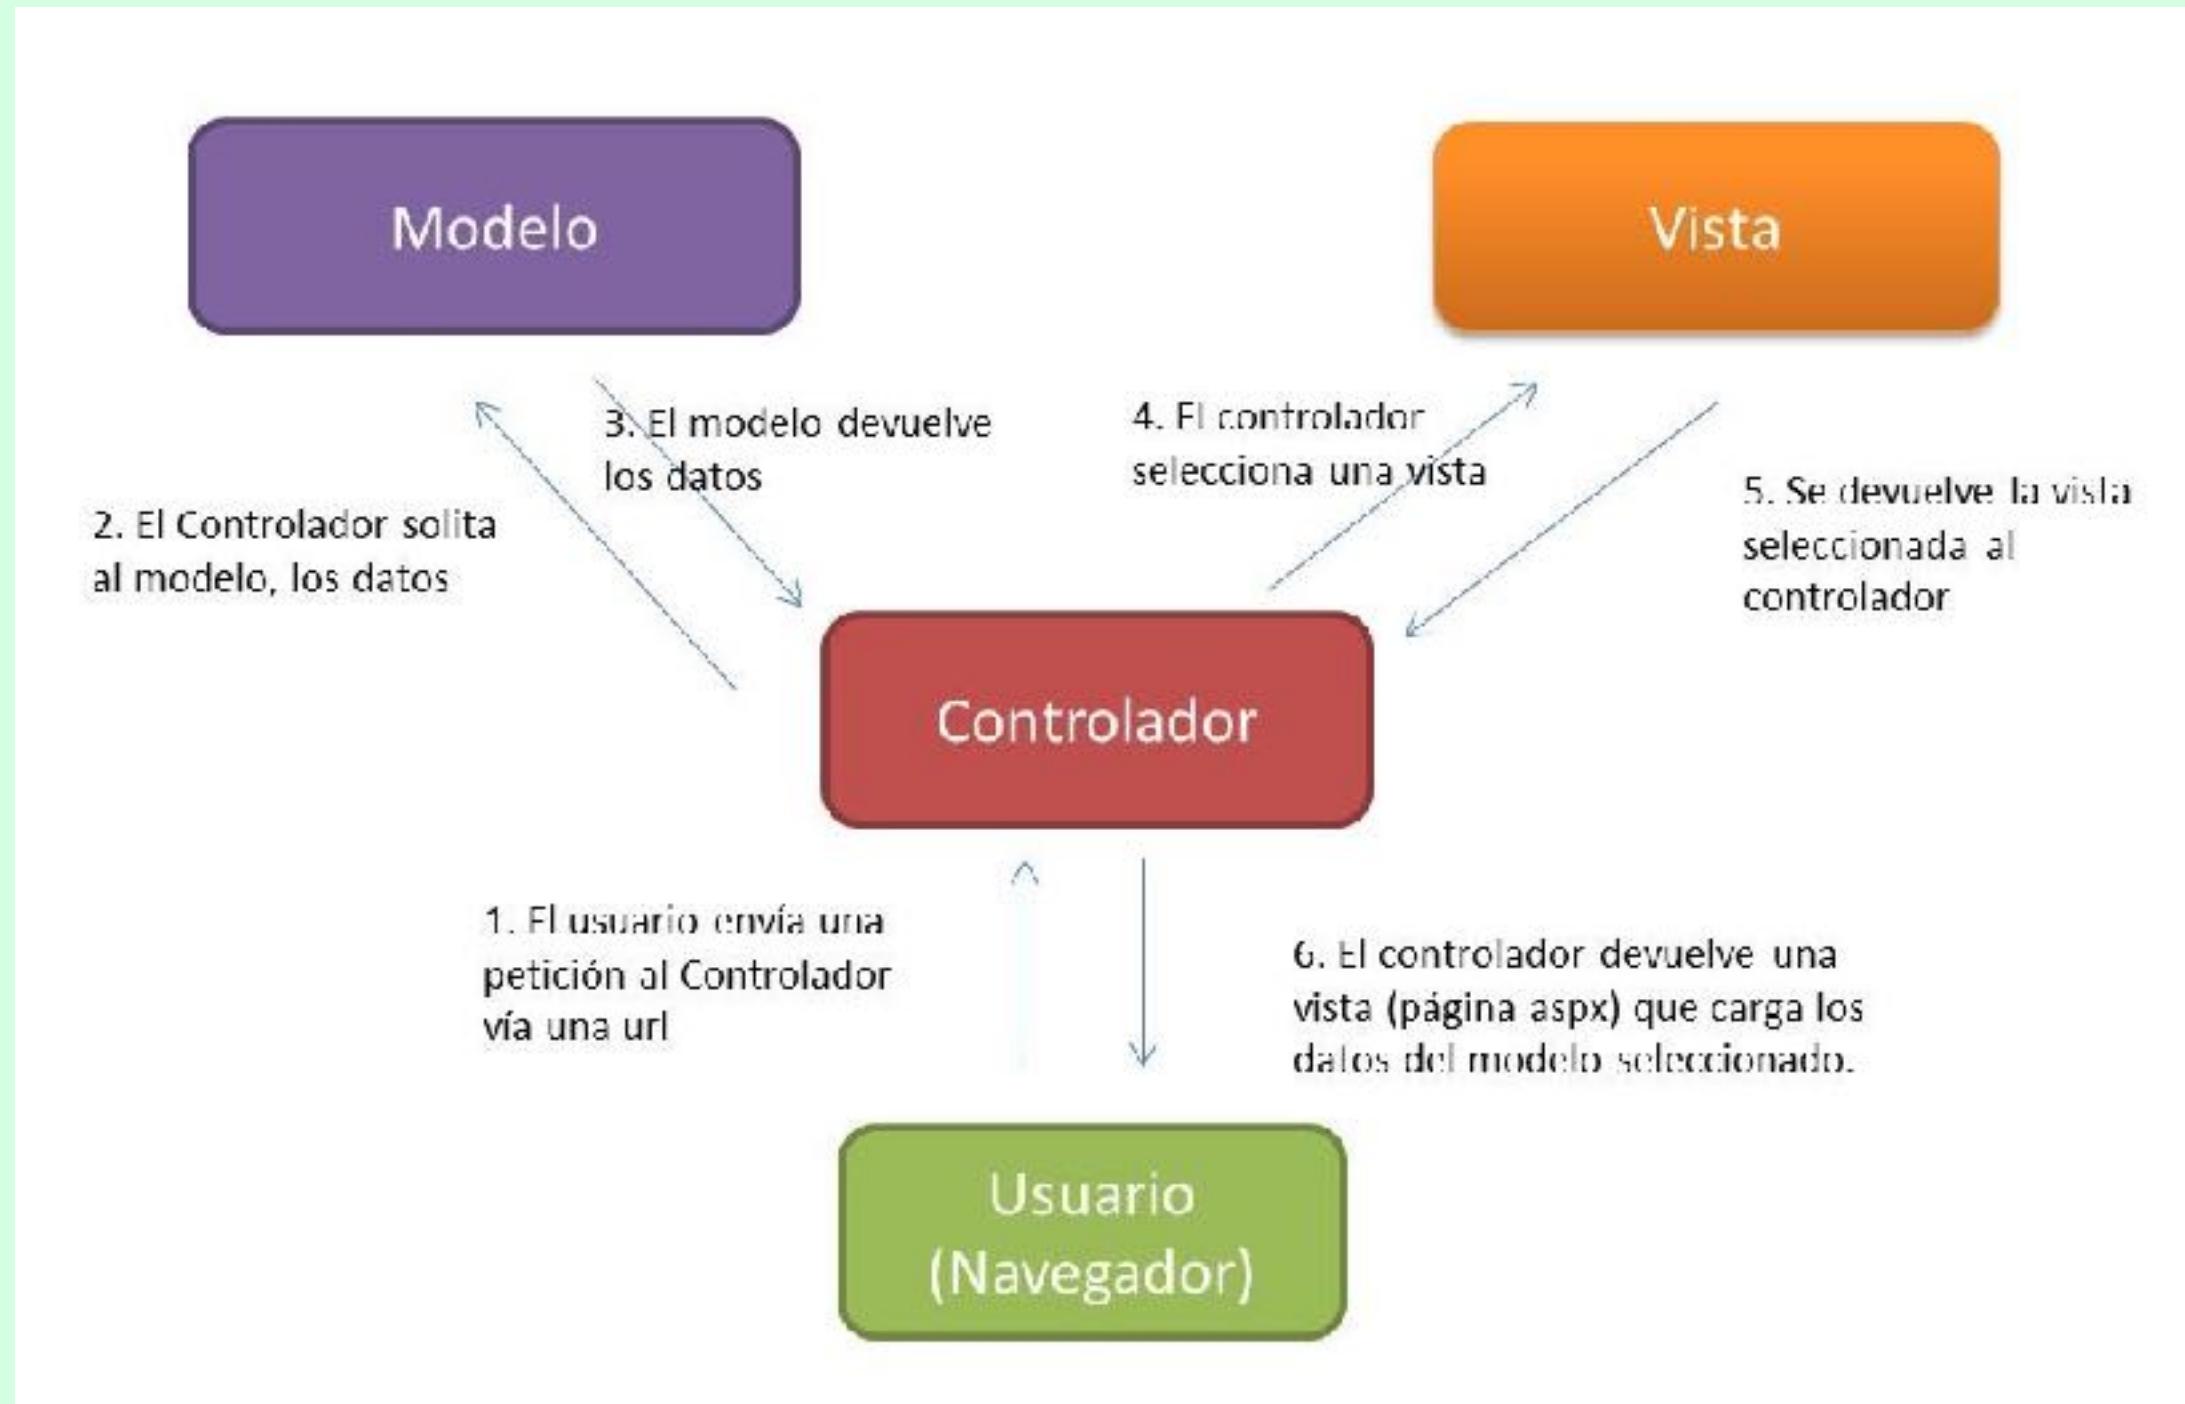 Modelo
Vista
3. El modelo devuelve
los datos
4. El controlador
selecciona una vista
2. El Controlador solita
al modelo, los datos
5. Se devuelve la vista
seleccionada al
controlador
Controlador
1. El usuario envía una
petición al Controlador
vía una url
6. El controlador devuelve una
vista (página aspx) que carga los
datos del modelo seleccionado.
Usuario
(Navegador)